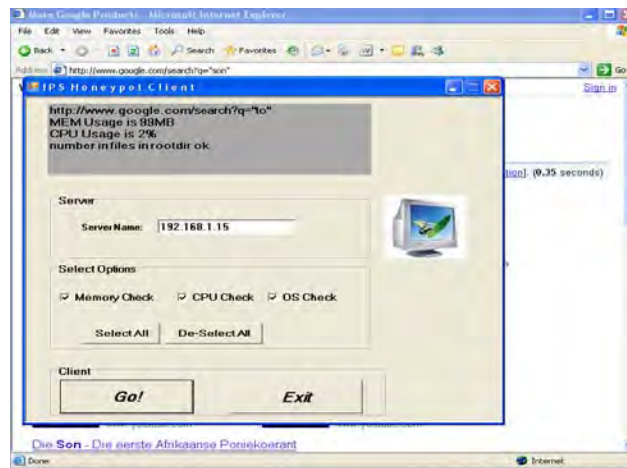 More Google Products - Microsoft Internet Explorer
File Edit View Favorites Tools Help
Back Search Favorites
Address http://www.google.com/search?q="son" Go
IPS Honeypot Client
Sign in
http://www.google.com/search?q="to"
MEM Usage is 99MB
CPU Usage is 2%
number in files in rootdir ok
(0.35 seconds)
Server
Server Name: 192.168.1.15
Select Options
Memory Check CPU Check OS Check
Select All De-Select All
Client
Go! Exit
Die Son - Die eerste Afrikaanse Poniekoerant
Done Internet